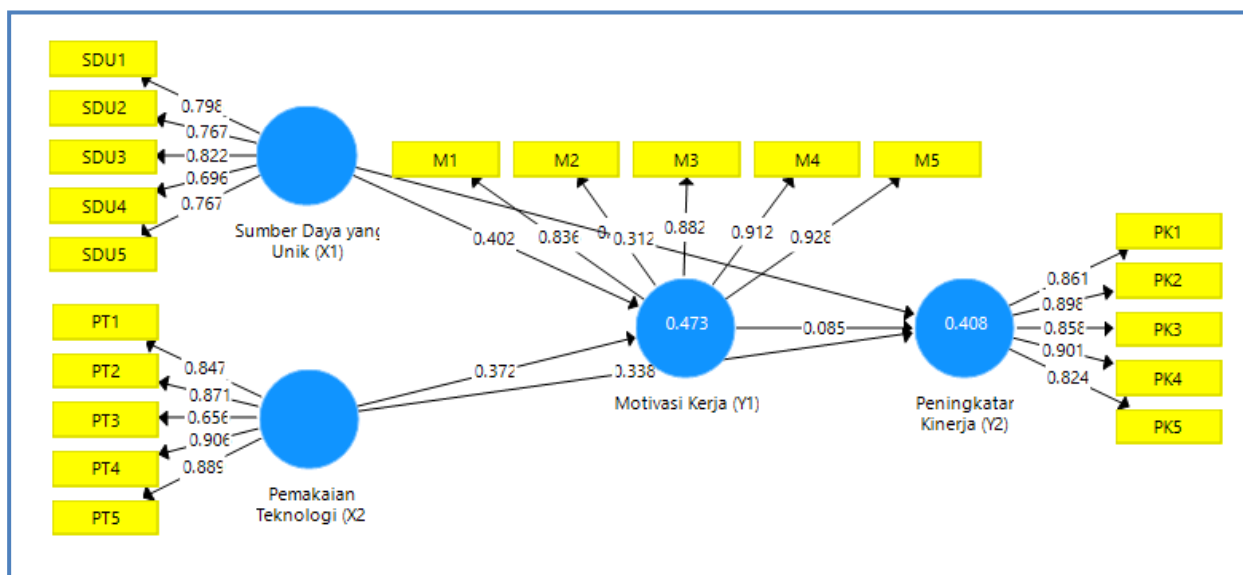 SDU1
SDU2
SDU3
SDU4
SDU5
0.798
0.767
0.822
0.696
0.767
Sumber Daya yang
Unik (X1)
M1
M2
M3
M4
M5
0.836
0.882
0.912
0.928
0.402
0.312
PT1
PT2
PT3
PT4
PT5
0.847
0.871
0.656
0.906
0.889
Pemakaian
Teknologi (X2
0.372
0.338
0.473
Motivasi Kerja (Y1)
0.085
0.408
Peningkatar
Kinerja (Y2)
0.861
0.898
0.858
0.901
0.824
PK1
PK2
PK3
PK4
PK5